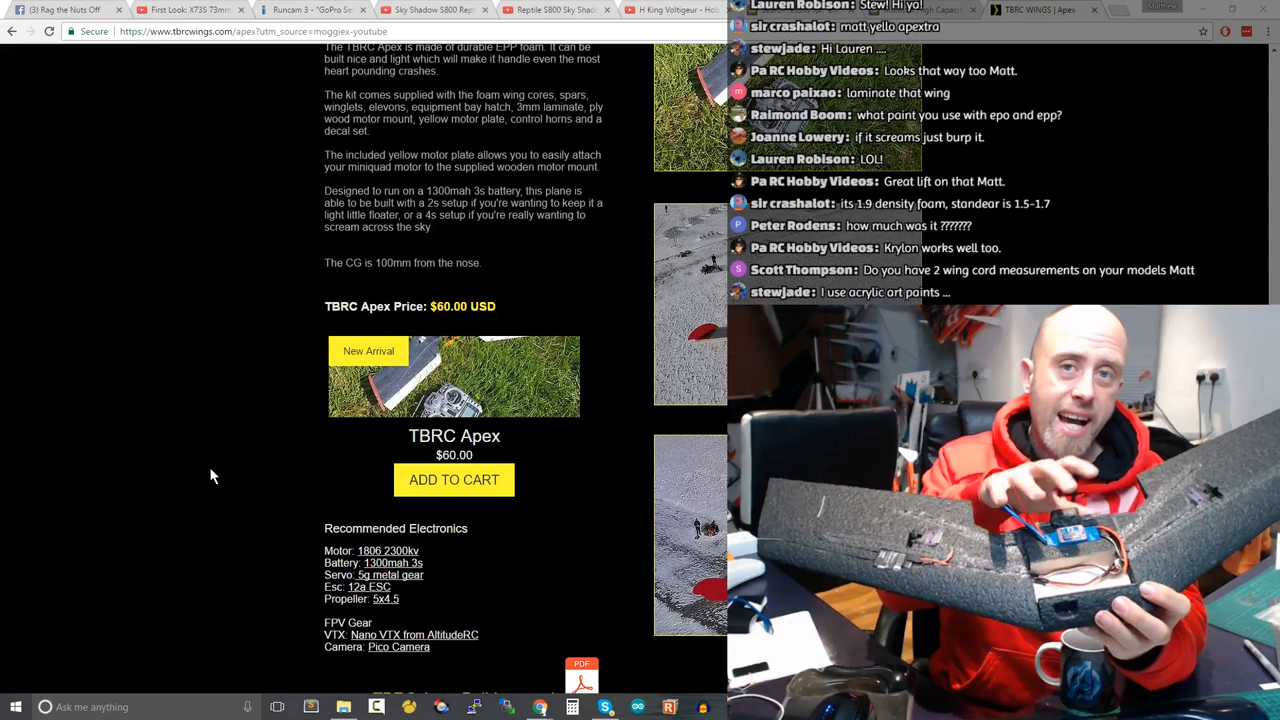 (3) Rag the Nuts Off
First Look: X73S 73mm
Runcam 3 - "GoPro Se
Sky Shadow S800 Rep
Reptile S800 Sky Shado
H King Voltigeur - Hob
High Capaci
TBRC WINGS | Apex
Matthew
Secure
https://www.tbrcwings.com/apex?utm_source=moggiex-youtube
The TBRC Apex is made of durable EPP foam. It can be
built nice and light which will make it handle even the most
heart pounding crashes.
The kit comes supplied with the foam wing cores, spars,
winglets, elevons, equipment bay hatch, 3mm laminate, ply
wood motor mount, yellow motor plate, control horns and a
decal set.
The included yellow motor plate allows you to easily attach
your miniquad motor to the supplied wooden motor mount.
Designed to run on a 1300mah 3s battery, this plane is
able to be built with a 2s setup if you're wanting to keep it a
light little floater, or a 4s setup if you're really wanting to
scream across the sky
The CG is 100mm from the nose.
TBRC Apex Price: $60.00 USD
New Arrival
TBRC Apex
$60.00
ADD TO CART
Recommended Electronics
Motor: 1806 2300kv
Battery: 1300mah 3s
Servo: 5g metal gear
Esc: 12a ESC
Propeller: 5x4.5
FPV Gear
VTX: Nano VTX from AltitudeRC
Camera: Pico Camera
PDF
Lauren Robison: Stew! Hi ya!
sir crashalot: matt yello apextra
stewjade: Hi Lauren ....
Pa RC Hobby Videos: Looks that way too Matt.
marco paixao: laminate that wing
Raimond Boom: what paint you use with epo and epp?
Joanne Lowery: if it screams just burp it.
Lauren Robison: LOL!
Pa RC Hobby Videos: Great lift on that Matt.
sir crashalot: its 1.9 density foam, standear is 1.5-1.7
Peter Rodens: how much was it ???????
Pa RC Hobby Videos: Krylon works well too.
Scott Thompson: Do you have 2 wing cord measurements on your models Matt
stewjade: I use acrylic art paints ...
Ask me anything